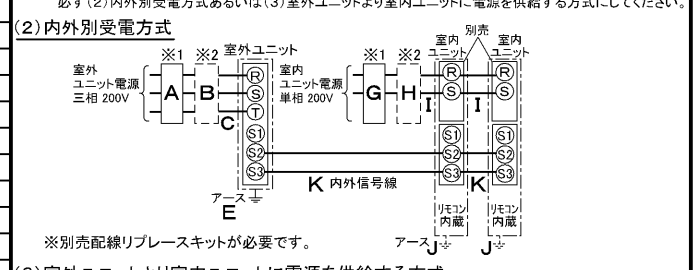 必ず(2)内外別受電方式あるいは(3)室外ユニットより室内ユニットに電源を供給する方式にしてください。
(2)内外別受電方式
※1 ※2 室外ユニット
室外
ユニット電源
三相 200V
A B C
R
S
T
S1
S2
S3
アース
E
※1 ※2
室内
ユニット電源
単相 200V
G H I I
別売
室内
ユニット
室内
ユニット
R
S
S1
S2
S3
R
S
S1
S2
S3
K 内外信号線
K
リモコン
内蔵
リモコン
内蔵
アース J J
※別売配線リプレースキットが必要です。
(3)室外ユニットより室内ユニットに電源を供給する方式